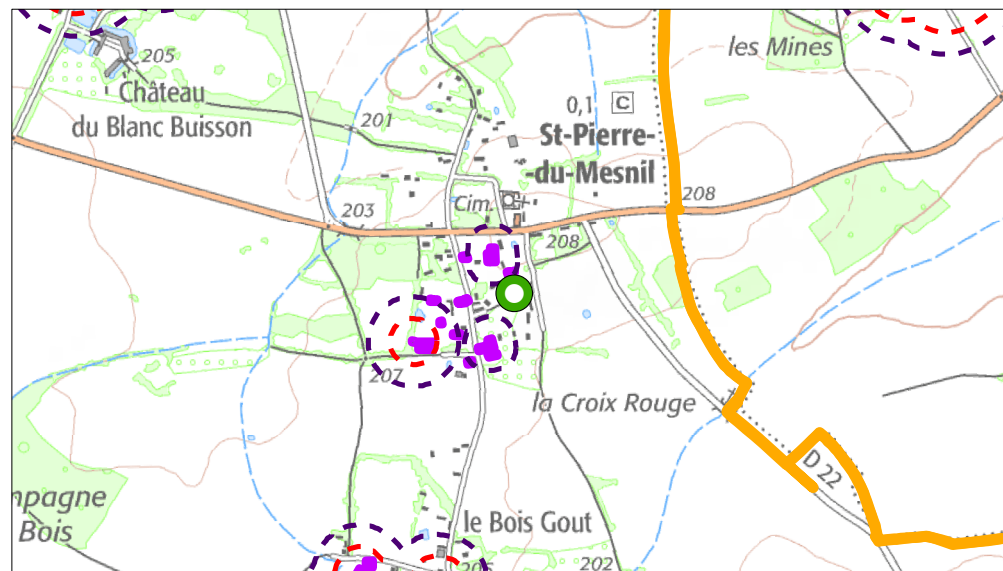 205
les Mines
Château
du Blanc Buisson
0,1 C
201
St-Pierre-
-du-Mesnil
208
Cim.
203
208
207
la Croix Rouge
D 22
mpagne
Bois
le Bois Gout
202